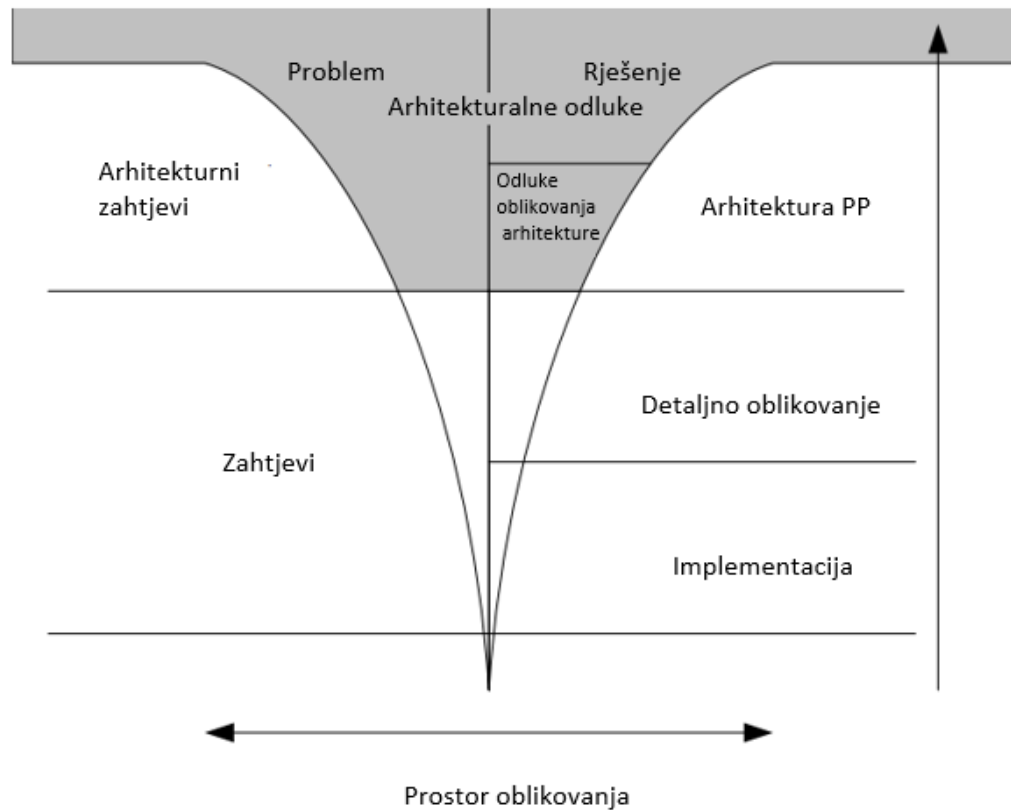 Problem
Rješenje
Arhitekturalne odluke
Arhitekturni
zahtjevi
Odluke
oblikovanja
arhitekture
Arhitektura PP
Detaljno oblikovanje
Zahtjevi
Implementacija
Prostor oblikovanja